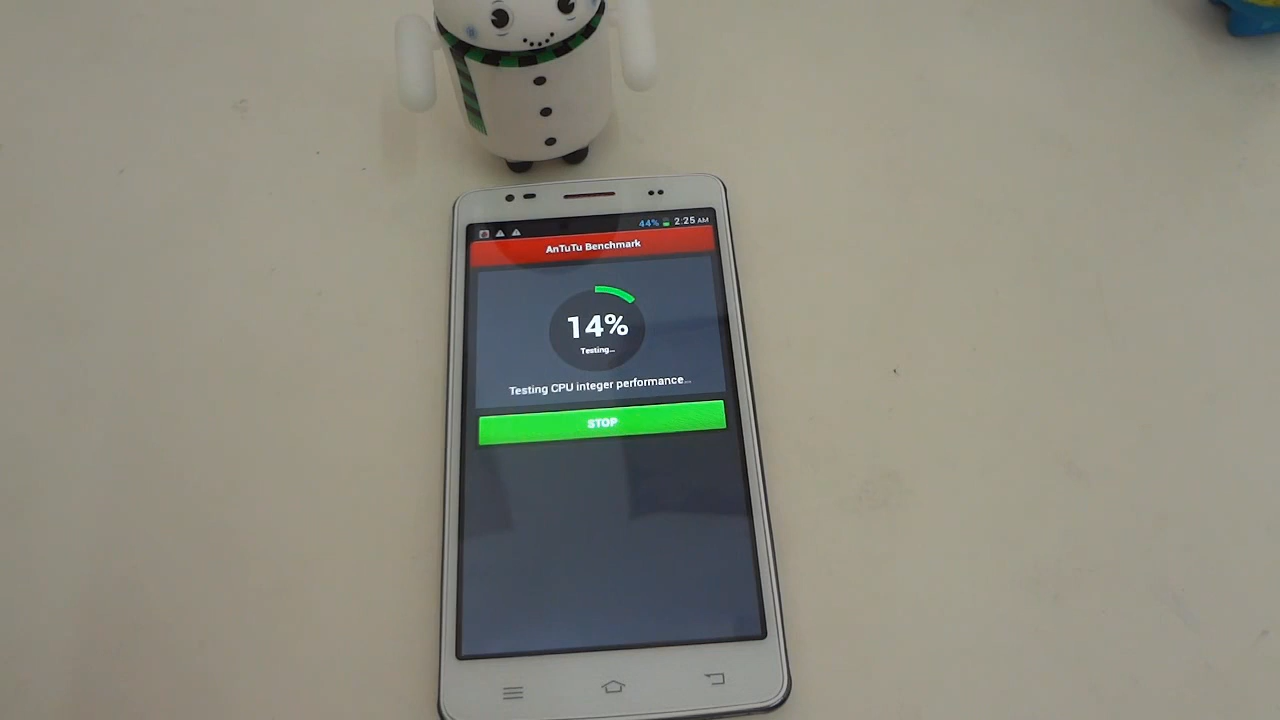 44% 2:25 AM
AnTuTu Benchmark
14%
Testing...
Testing CPU integer performance...
STOP